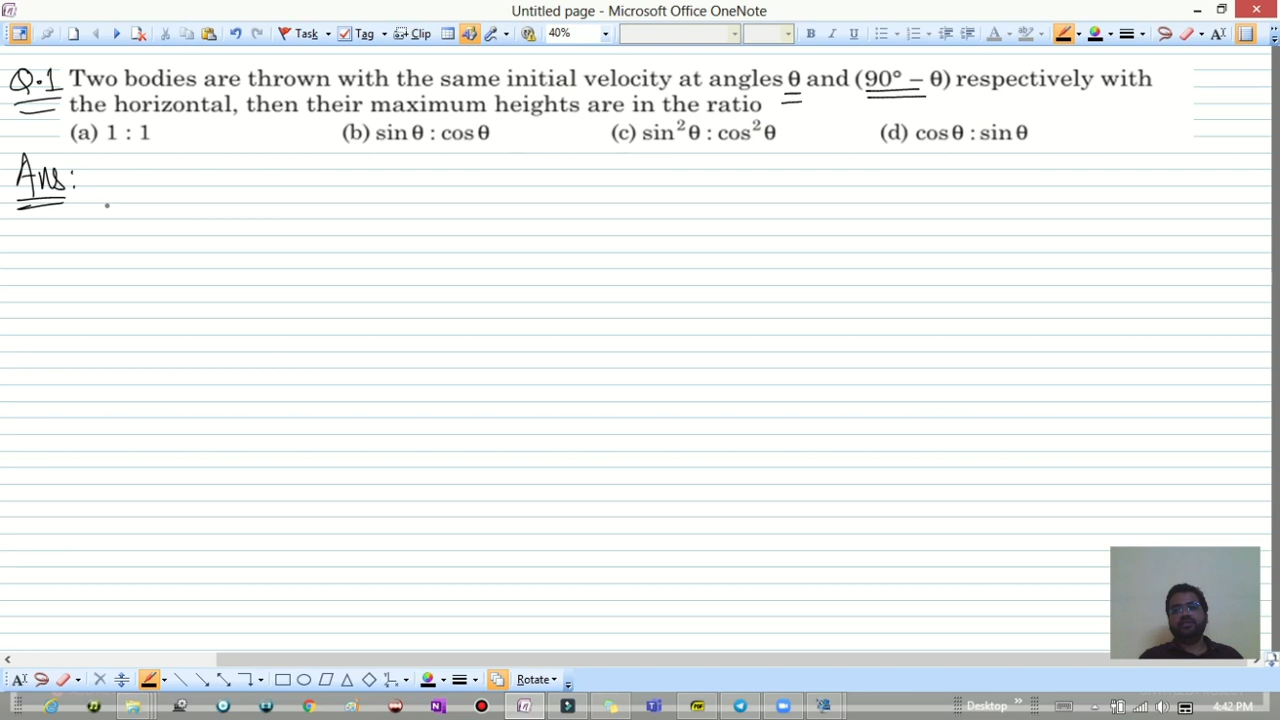 Untitled page - Microsoft Office OneNote
Task Tag Clip 40% B I U abc A
Q.1 Two bodies are thrown with the same initial velocity at angles θ and (90° – θ) respectively with
the horizontal, then their maximum heights are in the ratio
(a) 1 : 1 (b) sin θ : cos θ (c) sin²θ : cos²θ (d) cos θ : sin θ
Ans:
Rotate
Desktop 4:42 PM